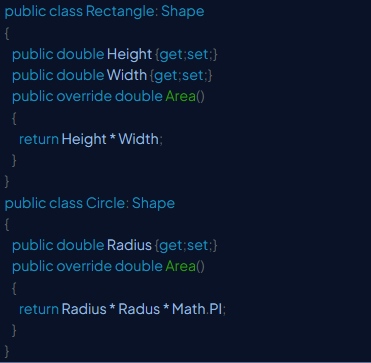 public class Rectangle: Shape
{
public double Height {get;set;}
public double Width {get;set;}
public override double Area()
{
return Height * Width;
}
}
public class Circle: Shape
{
public double Radius {get;set;}
public override double Area()
{
return Radius * Radus * Math.PI;
}
}